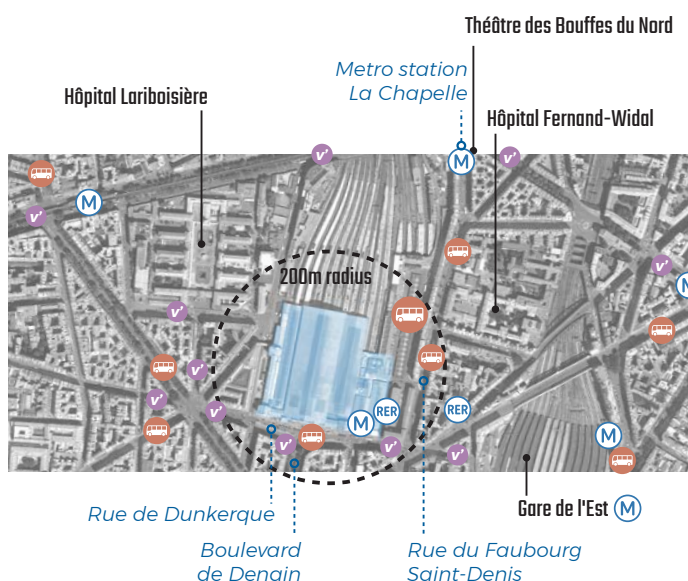 Théâtre des Bouffes du Nord
Metro station
La Chapelle
Hôpital Lariboisière
Hôpital Fernand-Widal
v'
v'
M
M
v'
200m radius
v'
M
v'
v'
v'
v'
M
RER
RER
M
v'
v'
v'
Rue de Dunkerque
Gare de l'Est M
Boulevard
de Denain
Rue du Faubourg
Saint-Denis